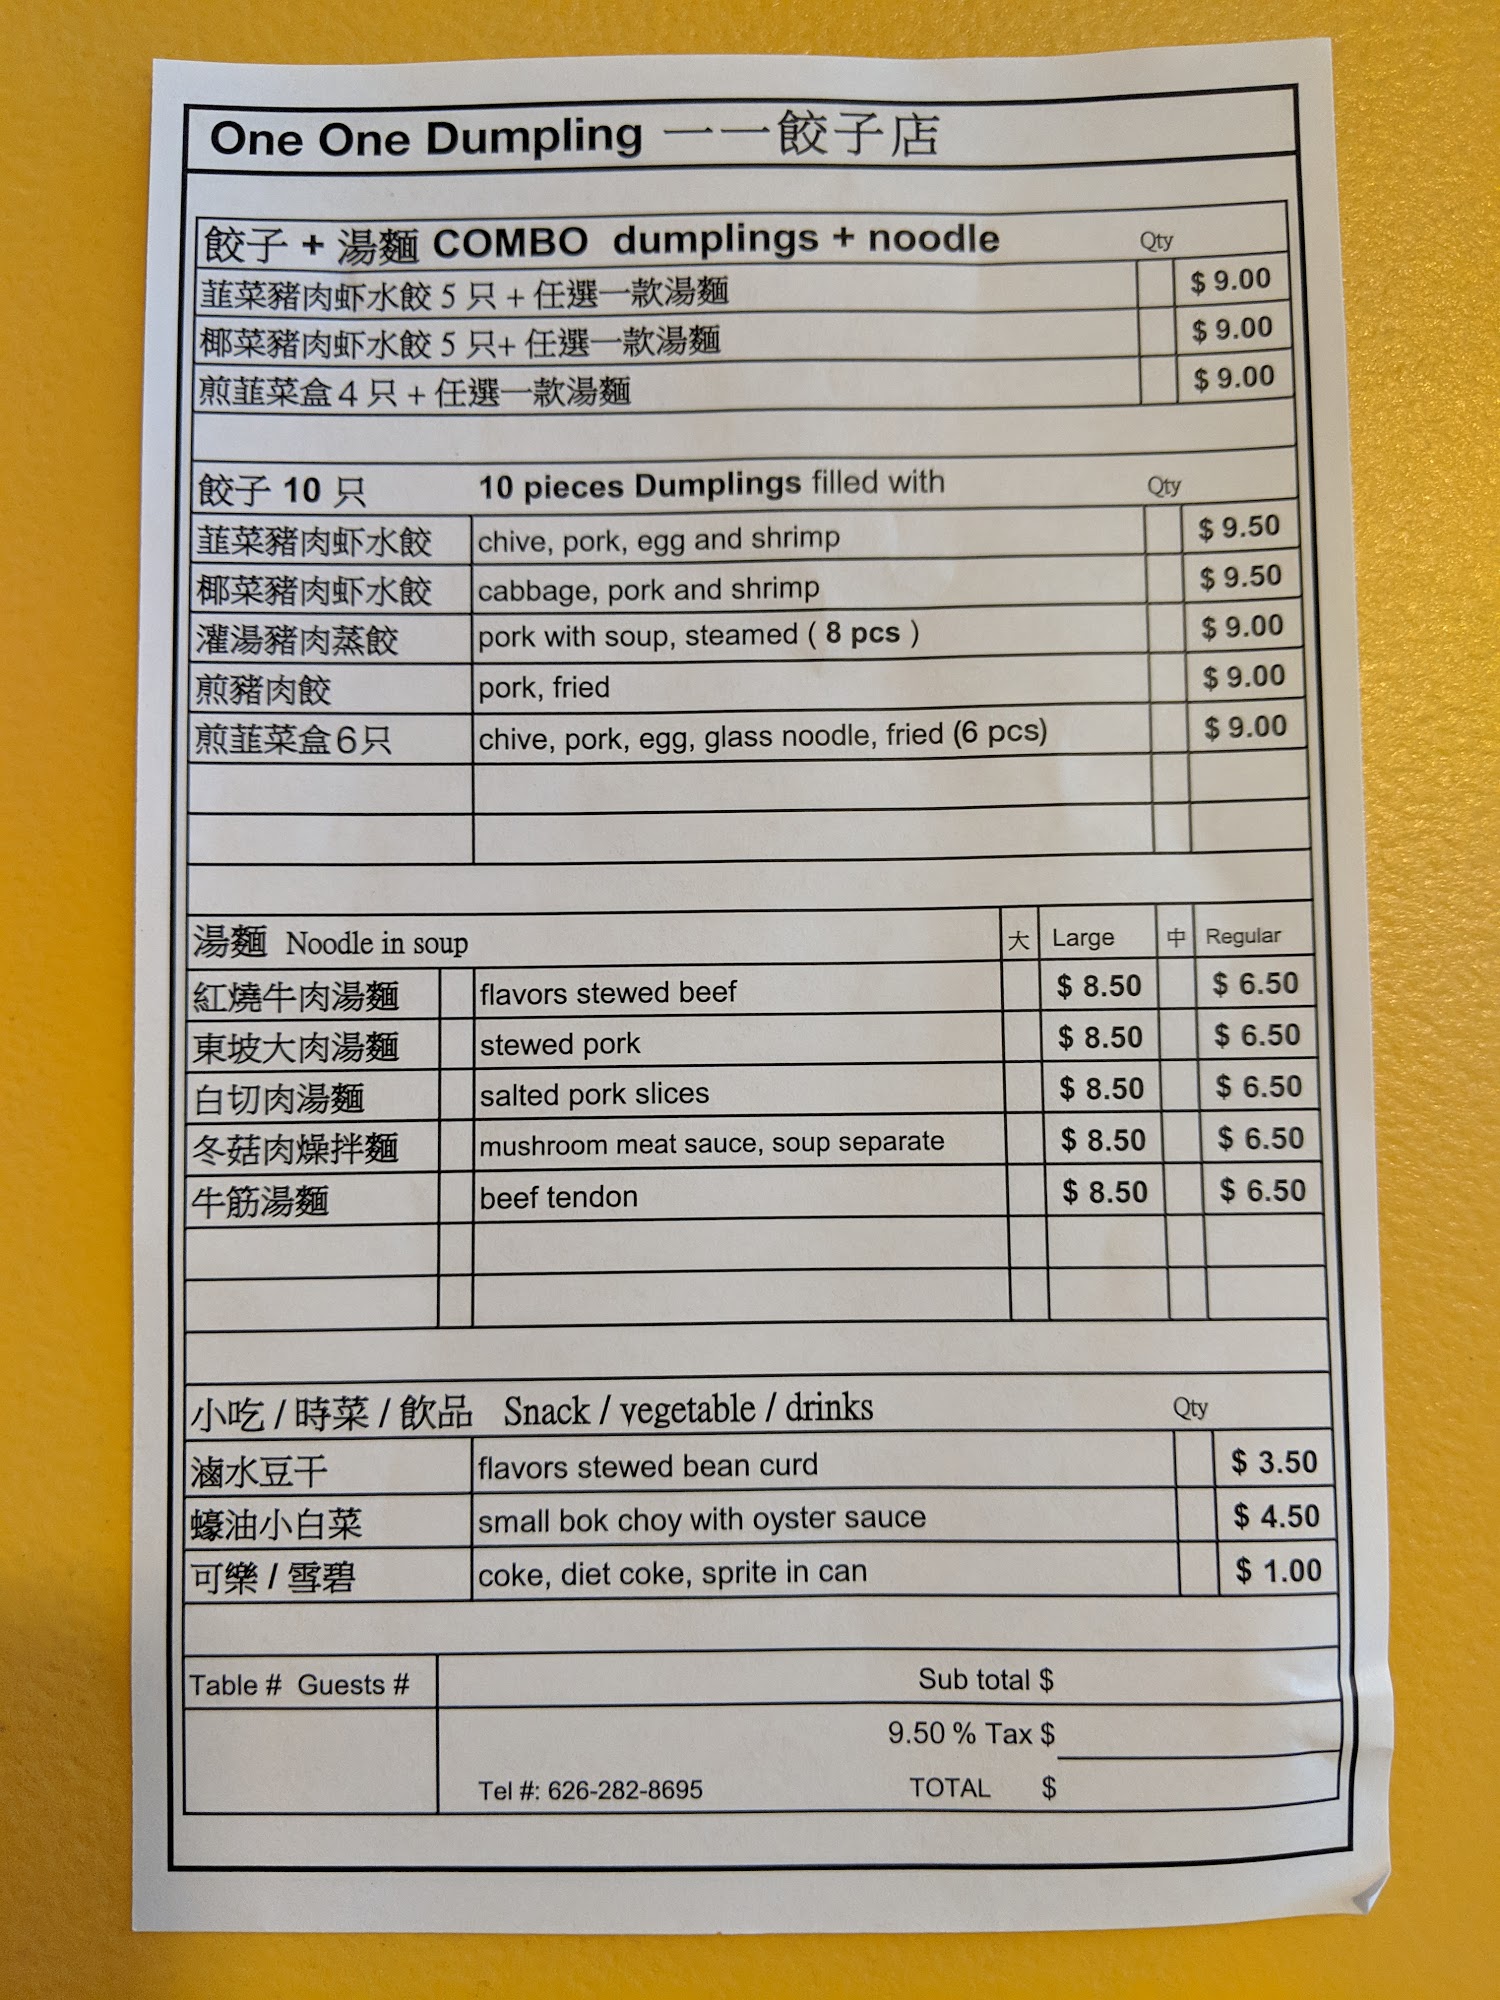 One One Dumpling 一一餃子店
餃子 + 湯麵 COMBO dumplings + noodle Qty
韮菜豬肉虾水餃 5 只 + 任選一款湯麵 $ 9.00
椰菜豬肉虾水餃 5 只+ 任選一款湯麵 $ 9.00
煎韮菜盒 4 只 + 任選一款湯麵 $ 9.00
餃子 10 只 10 pieces Dumplings filled with Qty
韮菜豬肉虾水餃 chive, pork, egg and shrimp $ 9.50
椰菜豬肉虾水餃 cabbage, pork and shrimp $ 9.50
灌湯豬肉蒸餃 pork with soup, steamed ( 8 pcs ) $ 9.00
煎豬肉餃 pork, fried $ 9.00
煎韮菜盒6只 chive, pork, egg, glass noodle, fried (6 pcs) $ 9.00
湯麵 Noodle in soup 大 Large 中 Regular
紅燒牛肉湯麵 flavors stewed beef $ 8.50 $ 6.50
東坡大肉湯麵 stewed pork $ 8.50 $ 6.50
白切肉湯麵 salted pork slices $ 8.50 $ 6.50
冬菇肉燥拌麵 mushroom meat sauce, soup separate $ 8.50 $ 6.50
牛筋湯麵 beef tendon $ 8.50 $ 6.50
小吃 / 時菜 / 飲品 Snack / vegetable / drinks Qty
滷水豆干 flavors stewed bean curd $ 3.50
蠔油小白菜 small bok choy with oyster sauce $ 4.50
可樂 / 雪碧 coke, diet coke, sprite in can $ 1.00
Table # Guests # Sub total $
9.50 % Tax $
Tel #: 626-282-8695 TOTAL $